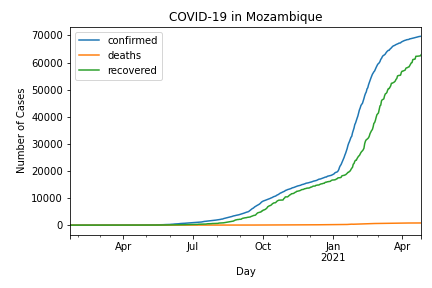 COVID-19 in Mozambique
confirmed
deaths
recovered
Number of Cases
70000
60000
50000
40000
30000
20000
10000
0
Apr
Jul
Oct
Jan
2021
Apr
Day